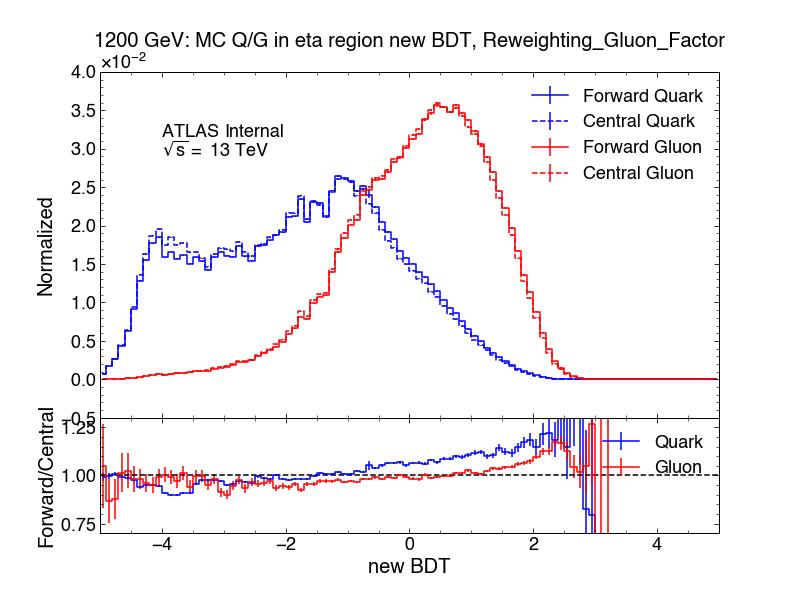 1200 GeV: MC Q/G in eta region new BDT, Reweighting_Gluon_Factor
×10⁻²
4.0
3.5
3.0
2.5
2.0
1.5
1.0
0.5
0.0
-0.5
Normalized
ATLAS Internal
√s = 13 TeV
Forward Quark
Central Quark
Forward Gluon
Central Gluon
1.25
1.00
0.75
Forward/Central
Quark
Gluon
−4 −2 0 2 4
new BDT